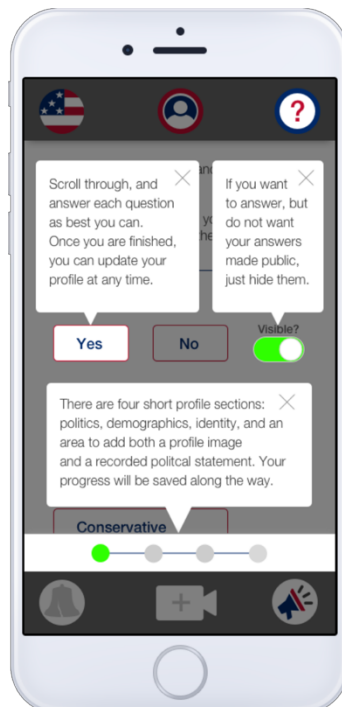 ?
Scroll through, and
answer each question
as best you can.
Once you are finished,
you can update your
profile at any time.
If you want
to answer, but
do not want
your answers
made public,
just hide them.
Yes
No
Visible?
There are four short profile sections:
politics, demographics, identity, and an
area to add both a profile image
and a recorded politcal statement. Your
progress will be saved along the way.
Conservative